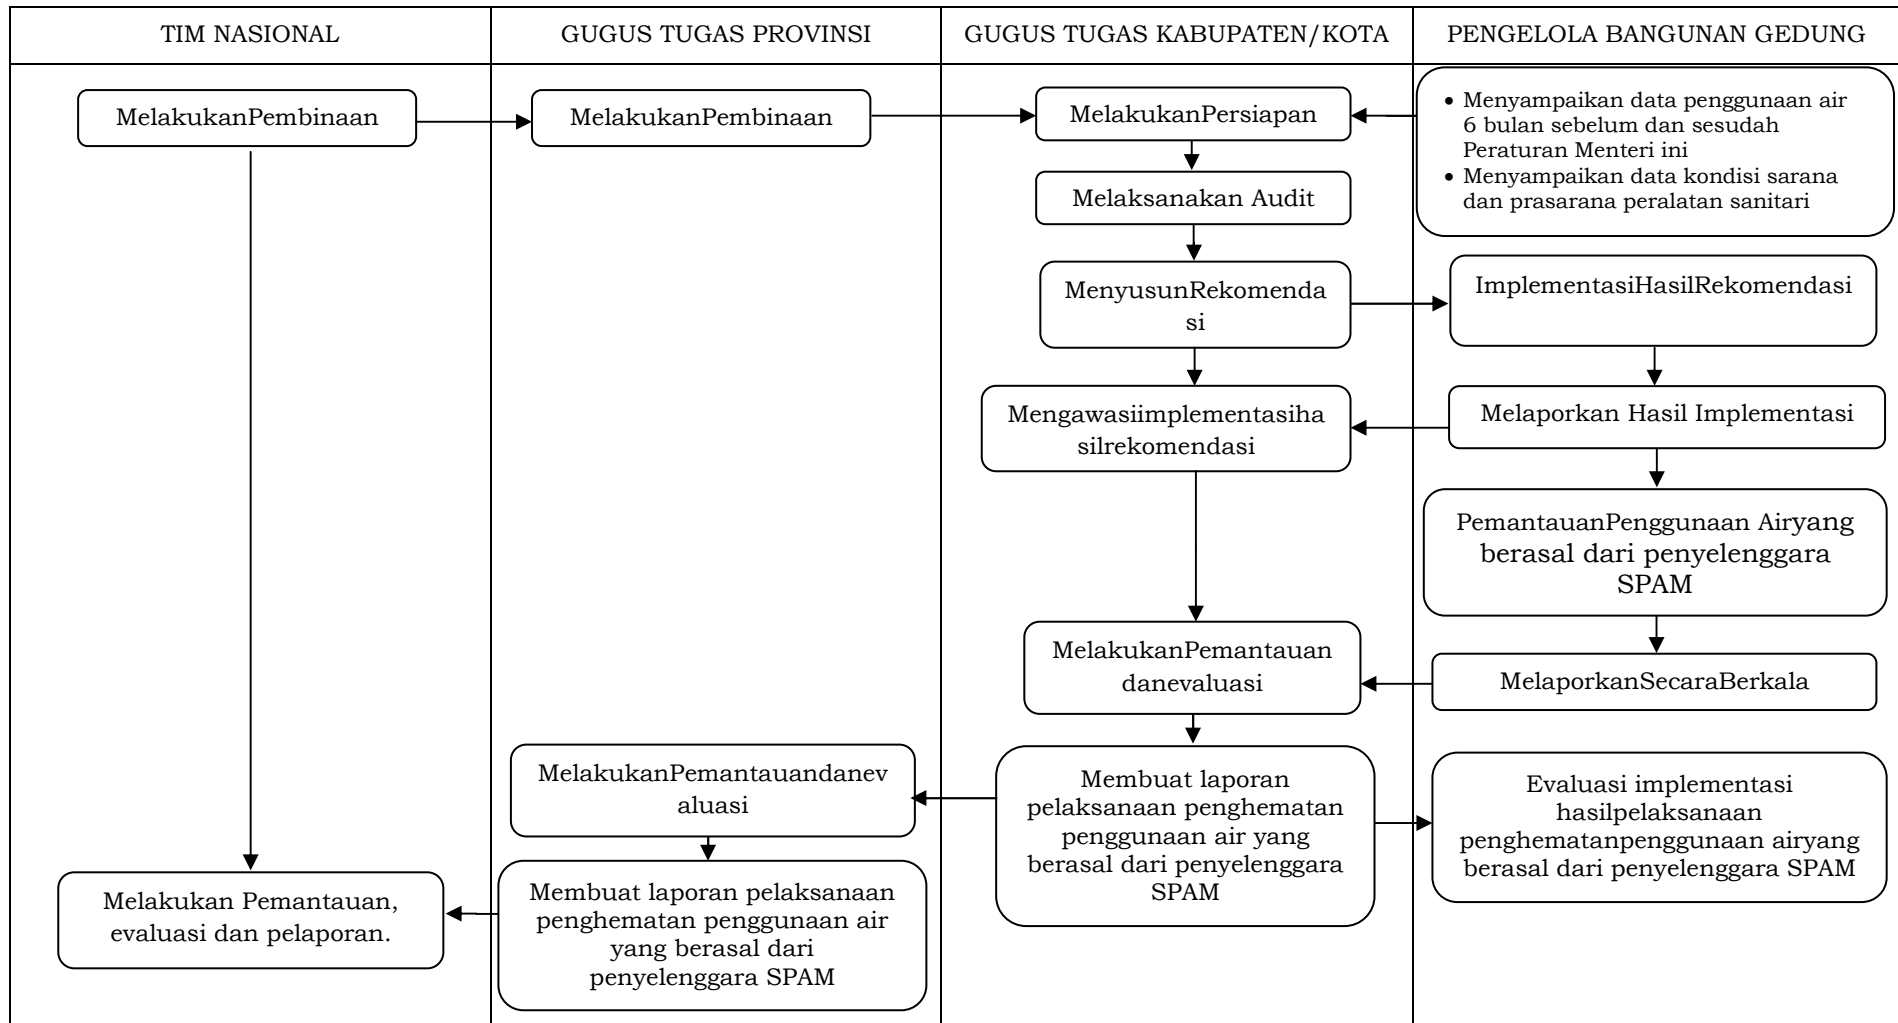 TIM NASIONAL
GUGUS TUGAS PROVINSI
GUGUS TUGAS KABUPATEN/KOTA
PENGELOLA BANGUNAN GEDUNG
MelakukanPembinaan
MelakukanPembinaan
MelakukanPersiapan
• Menyampaikan data penggunaan air
6 bulan sebelum dan sesudah
Peraturan Menteri ini
• Menyampaikan data kondisi sarana
dan prasarana peralatan sanitari
Melaksanakan Audit
MenyusunRekomenda
si
ImplementasiHasilRekomendasi
Mengawasiimplementasiha
silrekomendasi
Melaporkan Hasil Implementasi
PemantauanPenggunaan Airyang
berasal dari penyelenggara
SPAM
MelakukanPemantauan
danevaluasi
MelaporkanSecaraBerkala
MelakukanPemantauandanev
aluasi
Membuat laporan
pelaksanaan penghematan
penggunaan air yang
berasal dari penyelenggara
SPAM
Evaluasi implementasi
hasilpelaksanaan
penghematanpenggunaan airyang
berasal dari penyelenggara SPAM
Melakukan Pemantauan,
evaluasi dan pelaporan.
Membuat laporan pelaksanaan
penghematan penggunaan air
yang berasal dari
penyelenggara SPAM